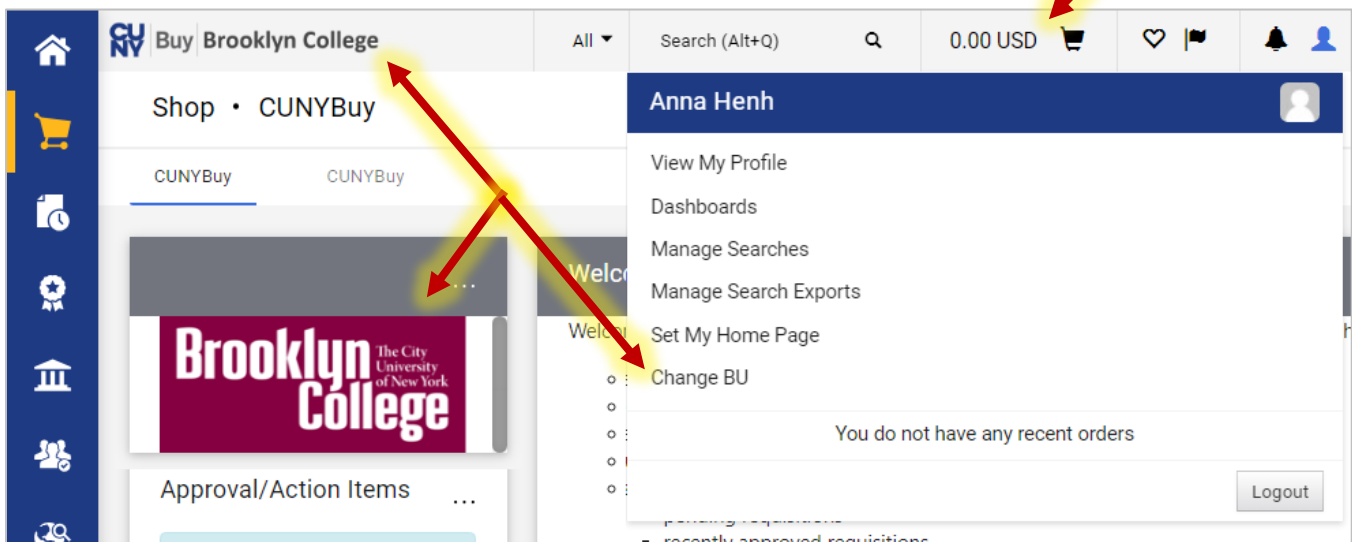 CU
NY Buy Brooklyn College
All
Search (Alt+Q)
0.00 USD
Shop • CUNYBuy
CUNYBuy
CUNYBuy
...
Brooklyn
College
The City
University
of New York
Approval/Action Items ...
Anna Henh
View My Profile
Dashboards
Manage Searches
Manage Search Exports
Set My Home Page
Change BU
You do not have any recent orders
Logout
recently approved requisitions